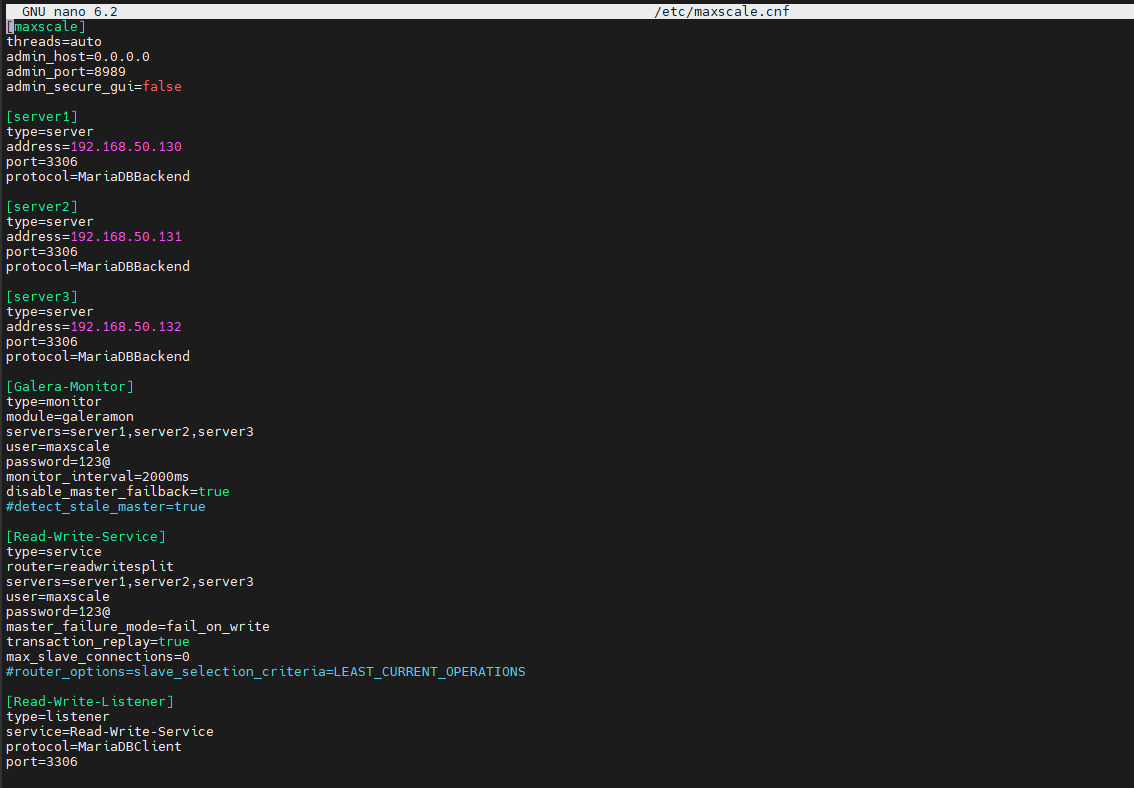 GNU nano 6.2 /etc/maxscale.cnf
[maxscale]
threads=auto
admin_host=0.0.0.0
admin_port=8989
admin_secure_gui=false
[server1]
type=server
address=192.168.50.130
port=3306
protocol=MariaDBBackend
[server2]
type=server
address=192.168.50.131
port=3306
protocol=MariaDBBackend
[server3]
type=server
address=192.168.50.132
port=3306
protocol=MariaDBBackend
[Galera-Monitor]
type=monitor
module=galeramon
servers=server1,server2,server3
user=maxscale
password=123@
monitor_interval=2000ms
disable_master_failback=true
#detect_stale_master=true
[Read-Write-Service]
type=service
router=readwritesplit
servers=server1,server2,server3
user=maxscale
password=123@
master_failure_mode=fail_on_write
transaction_replay=true
max_slave_connections=0
#router_options=slave_selection_criteria=LEAST_CURRENT_OPERATIONS
[Read-Write-Listener]
type=listener
service=Read-Write-Service
protocol=MariaDBClient
port=3306